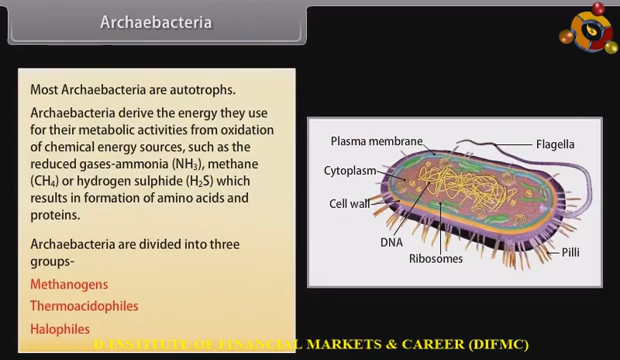 Archaebacteria
Most Archaebacteria are autotrophs.
Archaebacteria derive the energy they use
for their metabolic activities from oxidation
of chemical energy sources, such as the
reduced gases-ammonia (NH₃), methane
(CH₄) or hydrogen sulphide (H₂S) which
results in formation of amino acids and
proteins.
Archaebacteria are divided into three
groups-
Methanogens
Thermoacidophiles
Halophiles
Plasma membrane
Flagella
Cytoplasm
Cell wall
DNA
Ribosomes
Pilli
D-INSTITUTE OF FINANCIAL MARKETS & CAREER (DIFMC)